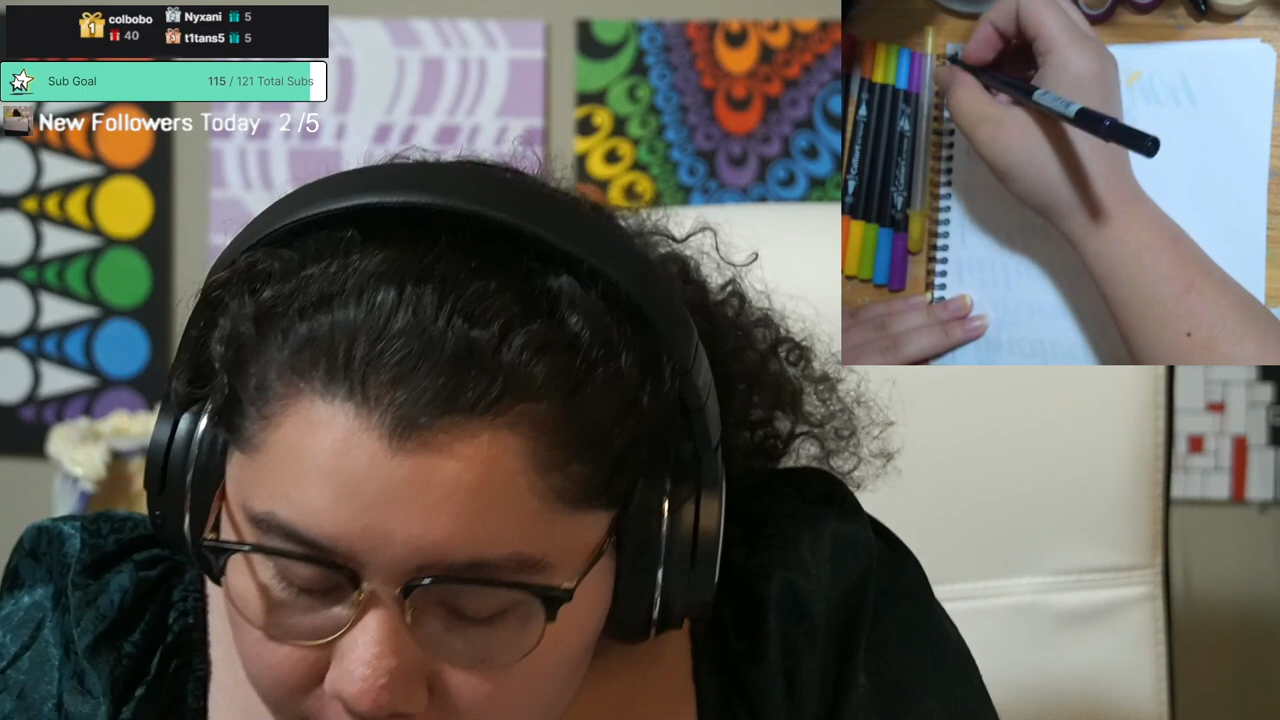 colbobo
40
Nyxani 5
t1tans5 5
Sub Goal 115 / 121 Total Subs
New Followers Today 2 /5